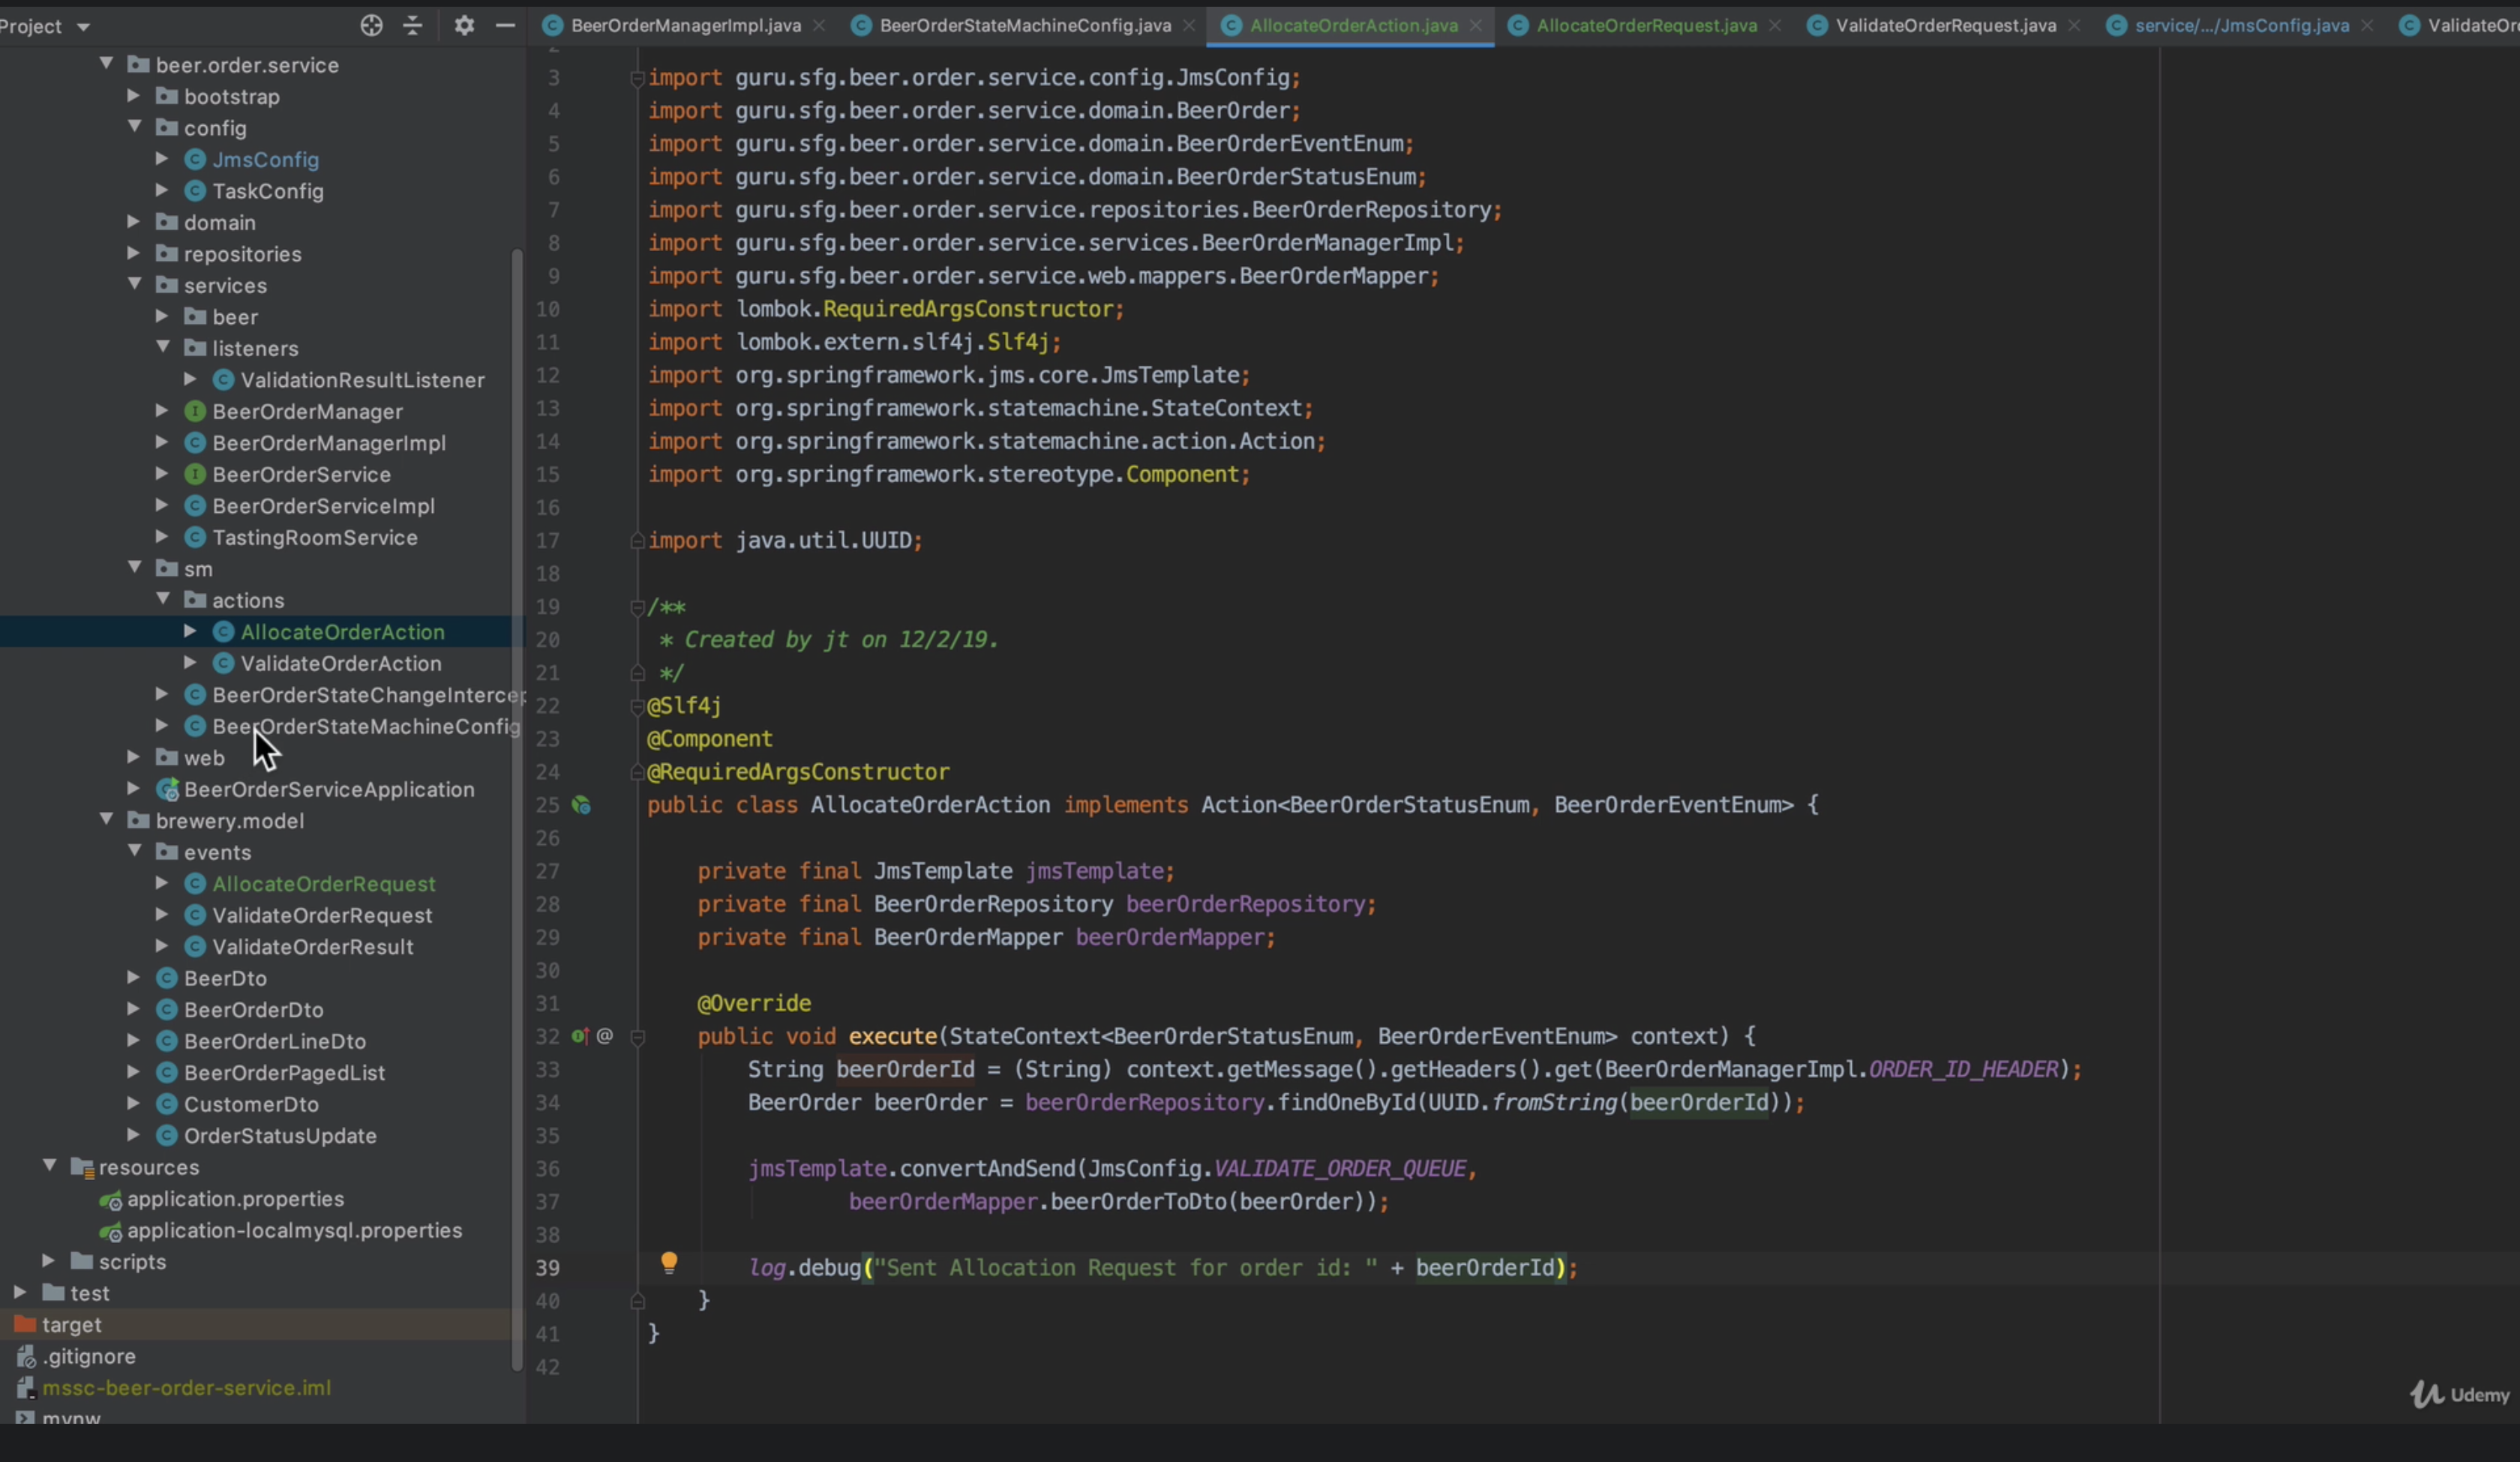 Project
BeerOrderManagerImpl.java
BeerOrderStateMachineConfig.java
AllocateOrderAction.java
AllocateOrderRequest.java
ValidateOrderRequest.java
service/.../JmsConfig.java
beer.order.service
bootstrap
config
JmsConfig
TaskConfig
domain
repositories
services
beer
listeners
ValidationResultListener
BeerOrderManager
BeerOrderManagerImpl
BeerOrderService
BeerOrderServiceImpl
TastingRoomService
sm
actions
AllocateOrderAction
ValidateOrderAction
BeerOrderStateChangeIntercep
BeerOrderStateMachineConfig
web
BeerOrderServiceApplication
brewery.model
events
AllocateOrderRequest
ValidateOrderRequest
ValidateOrderResult
BeerDto
BeerOrderDto
BeerOrderLineDto
BeerOrderPagedList
CustomerDto
OrderStatusUpdate
resources
application.properties
application-localmysql.properties
scripts
test
target
.gitignore
mssc-beer-order-service.iml
3 import guru.sfg.beer.order.service.config.JmsConfig;
4 import guru.sfg.beer.order.service.domain.BeerOrder;
5 import guru.sfg.beer.order.service.domain.BeerOrderEventEnum;
6 import guru.sfg.beer.order.service.domain.BeerOrderStatusEnum;
7 import guru.sfg.beer.order.service.repositories.BeerOrderRepository;
8 import guru.sfg.beer.order.service.services.BeerOrderManagerImpl;
9 import guru.sfg.beer.order.service.web.mappers.BeerOrderMapper;
10 import lombok.RequiredArgsConstructor;
11 import lombok.extern.slf4j.Slf4j;
12 import org.springframework.jms.core.JmsTemplate;
13 import org.springframework.statemachine.StateContext;
14 import org.springframework.statemachine.action.Action;
15 import org.springframework.stereotype.Component;
16
17 import java.util.UUID;
18
19 /**
20 * Created by jt on 12/2/19.
21 */
22 @Slf4j
23 @Component
24 @RequiredArgsConstructor
25 public class AllocateOrderAction implements Action<BeerOrderStatusEnum, BeerOrderEventEnum> {
26
27 private final JmsTemplate jmsTemplate;
28 private final BeerOrderRepository beerOrderRepository;
29 private final BeerOrderMapper beerOrderMapper;
30
31 @Override
32 @ public void execute(StateContext<BeerOrderStatusEnum, BeerOrderEventEnum> context) {
33 String beerOrderId = (String) context.getMessage().getHeaders().get(BeerOrderManagerImpl.ORDER_ID_HEADER);
34 BeerOrder beerOrder = beerOrderRepository.findOneById(UUID.fromString(beerOrderId));
35
36 jmsTemplate.convertAndSend(JmsConfig.VALIDATE_ORDER_QUEUE,
37 beerOrderMapper.beerOrderToDto(beerOrder));
38
39 log.debug("Sent Allocation Request for order id: " + beerOrderId);
40 }
41 }
42
Udemy